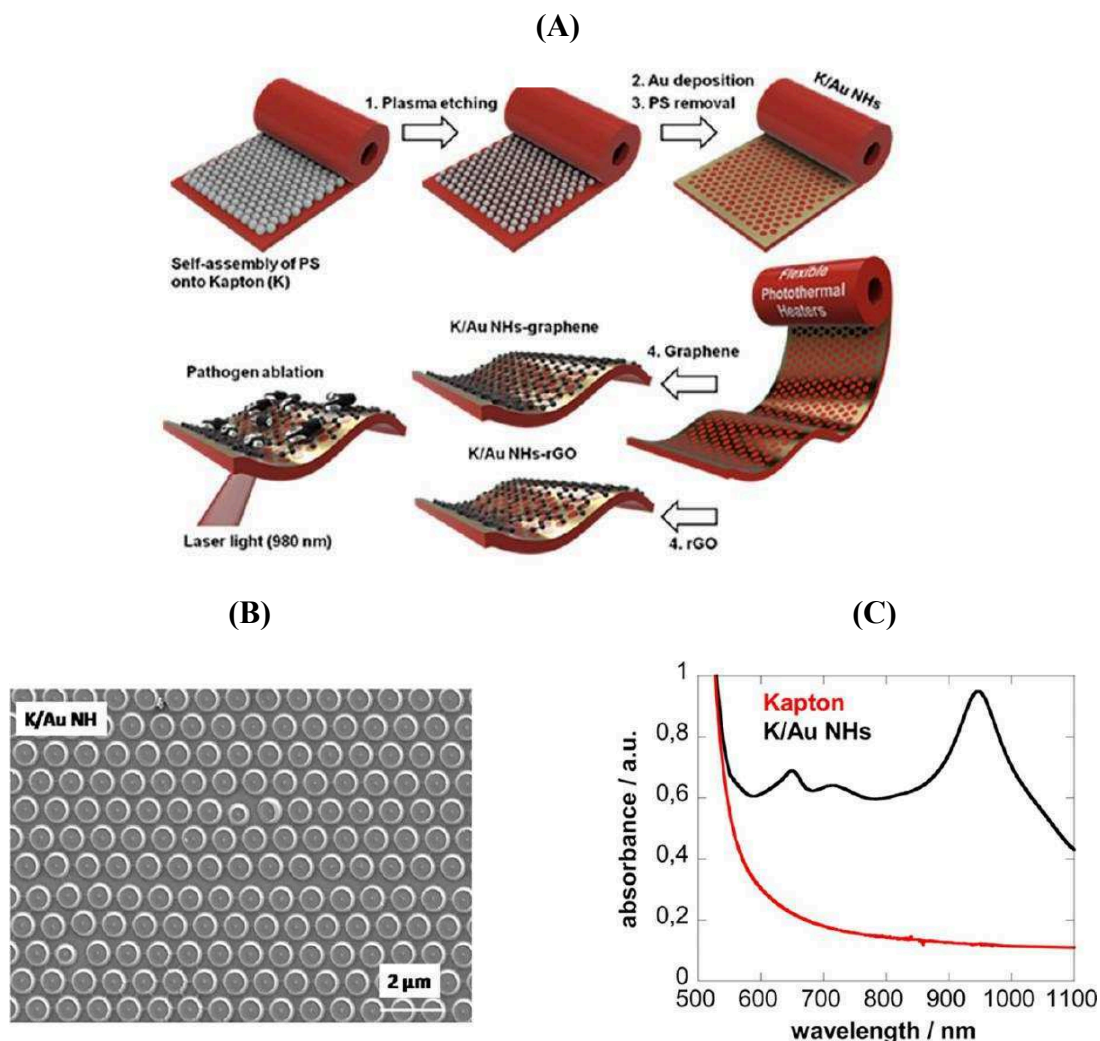 (A)
1. Plasma etching
2. Au deposition
3. PS removal
K/Au NHs
Self-assembly of PS
onto Kapton (K)
Flexible
Photothermal
Heaters
K/Au NHs-graphene
4. Graphene
Pathogen ablation
K/Au NHs-rGO
4. rGO
Laser light (980 nm)
(B)
K/Au NH
2 μm
(C)
Kapton
K/Au NHs
absorbance / a.u.
1
0,8
0,6
0,4
0,2
0
500 600 700 800 900 1000 1100
wavelength / nm